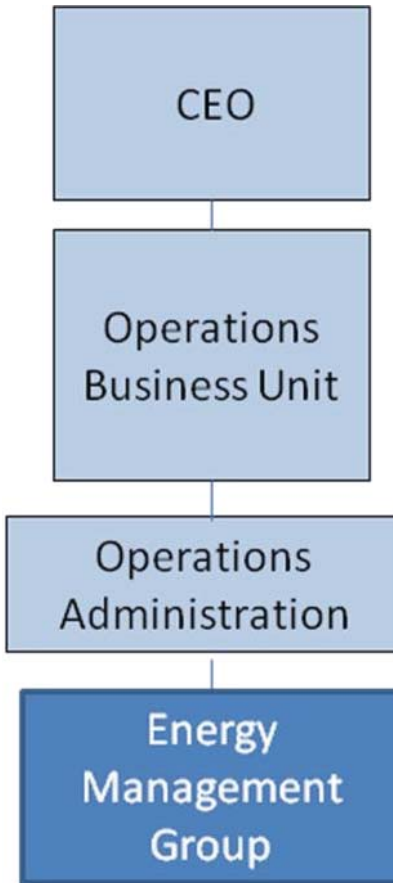 CEO
Operations
Business Unit
Operations
Administration
Energy
Management
Group